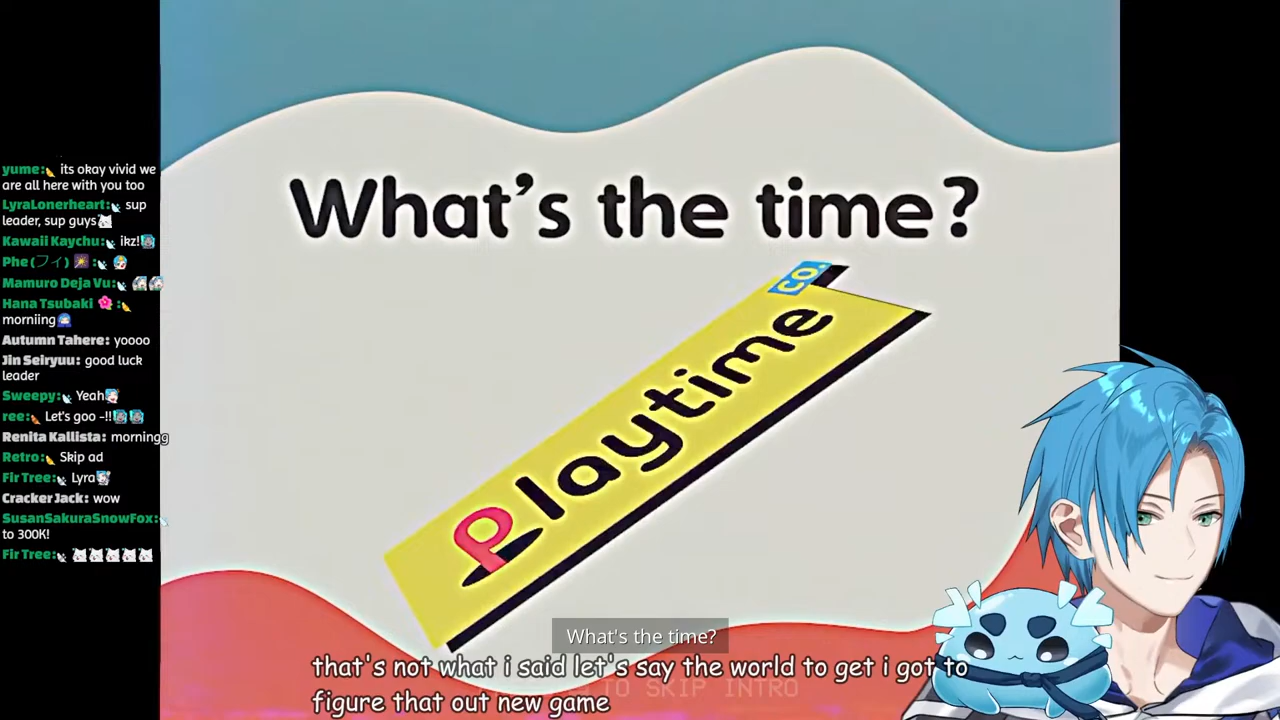 yume: its okay vivid we
are all here with you too
LyraLonerheart: sup
leader, sup guys
Kawaii Kaychu: ikz!
Phe (フィ) :
Mamuro Deja Vu:
Hana Tsubaki :
morniing
Autumn Tahere: yoooo
Jin Seiryuu: good luck
leader
Sweepy: Yeah
ree: Let's goo -!!
Renita Kallista: morningg
Retro: Skip ad
Fir Tree: Lyra
CrackerJack: wow
SusanSakuraSnowFox:
to 300K!
Fir Tree:
What's the time?
Playtime
co.
What's the time?
that's not what i said let's say the world to get i got to
TO SKIP INTRO
figure that out new game